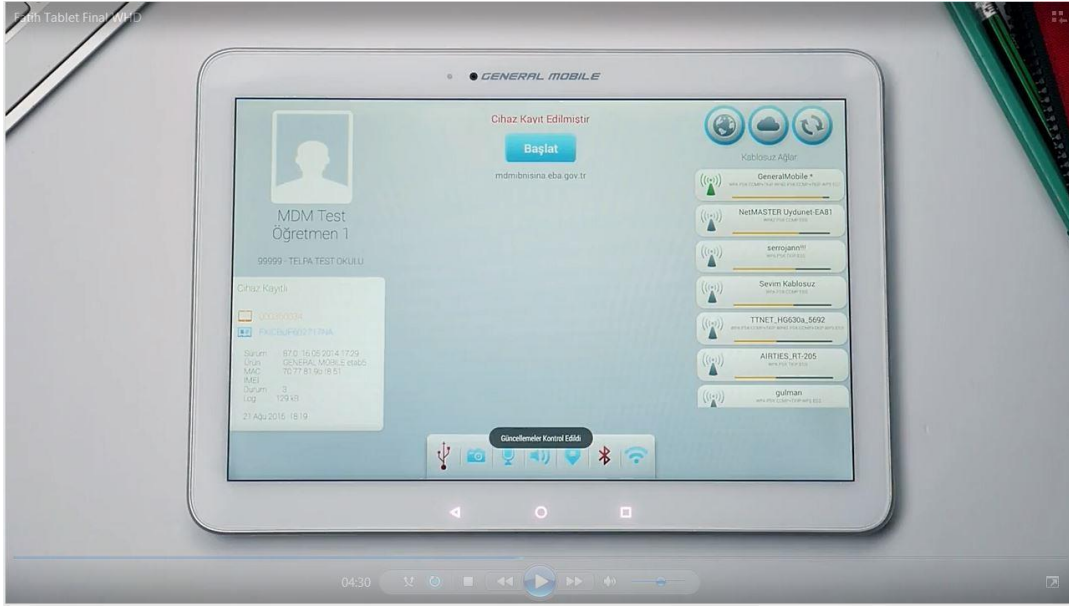 Fatih Tablet Final WHD
GENERAL MOBILE
MDM Test
Öğretmen 1
99999 - TELPA TEST OKULU
Cihaz Kayıtlı
Sürüm
Ürün GENERAL MOBILE etab5
MAC
IMEI
Durum 3
Log 129 kB
21 Ağu 2016 18:19
Cihaz Kayıt Edilmiştir
Başlat
mdmibnisina.eba.gov.tr
Güncellemeler Kontrol Edildi
Kablosuz Ağlar
GeneralMobile *
NetMASTER Uydunet-EA81
serrojann!!!
Sevim Kablosuz
TTNET_HG630a_5692
AIRTIES_RT-205
gulman
04:30